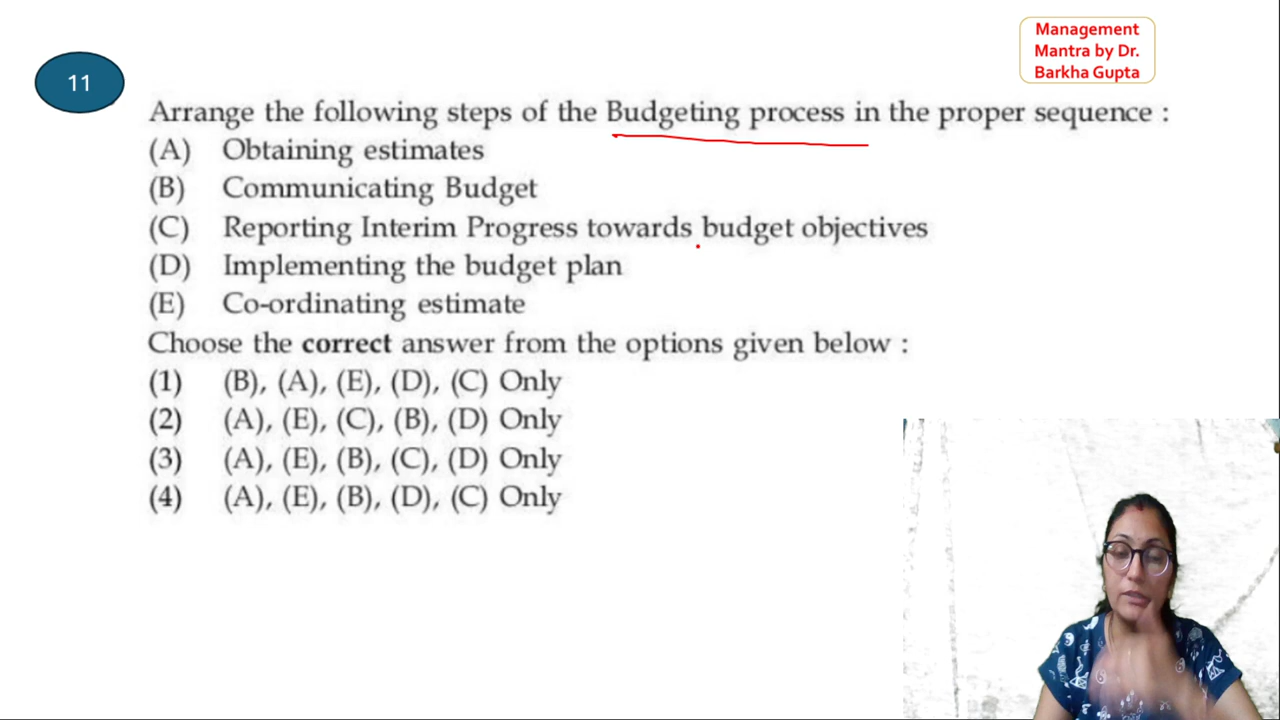 Management
Mantra by Dr.
Barkha Gupta
11
Arrange the following steps of the Budgeting process in the proper sequence :
(A) Obtaining estimates
(B) Communicating Budget
(C) Reporting Interim Progress towards budget objectives
(D) Implementing the budget plan
(E) Co-ordinating estimate
Choose the correct answer from the options given below :
(1) (B), (A), (E), (D), (C) Only
(2) (A), (E), (C), (B), (D) Only
(3) (A), (E), (B), (C), (D) Only
(4) (A), (E), (B), (D), (C) Only